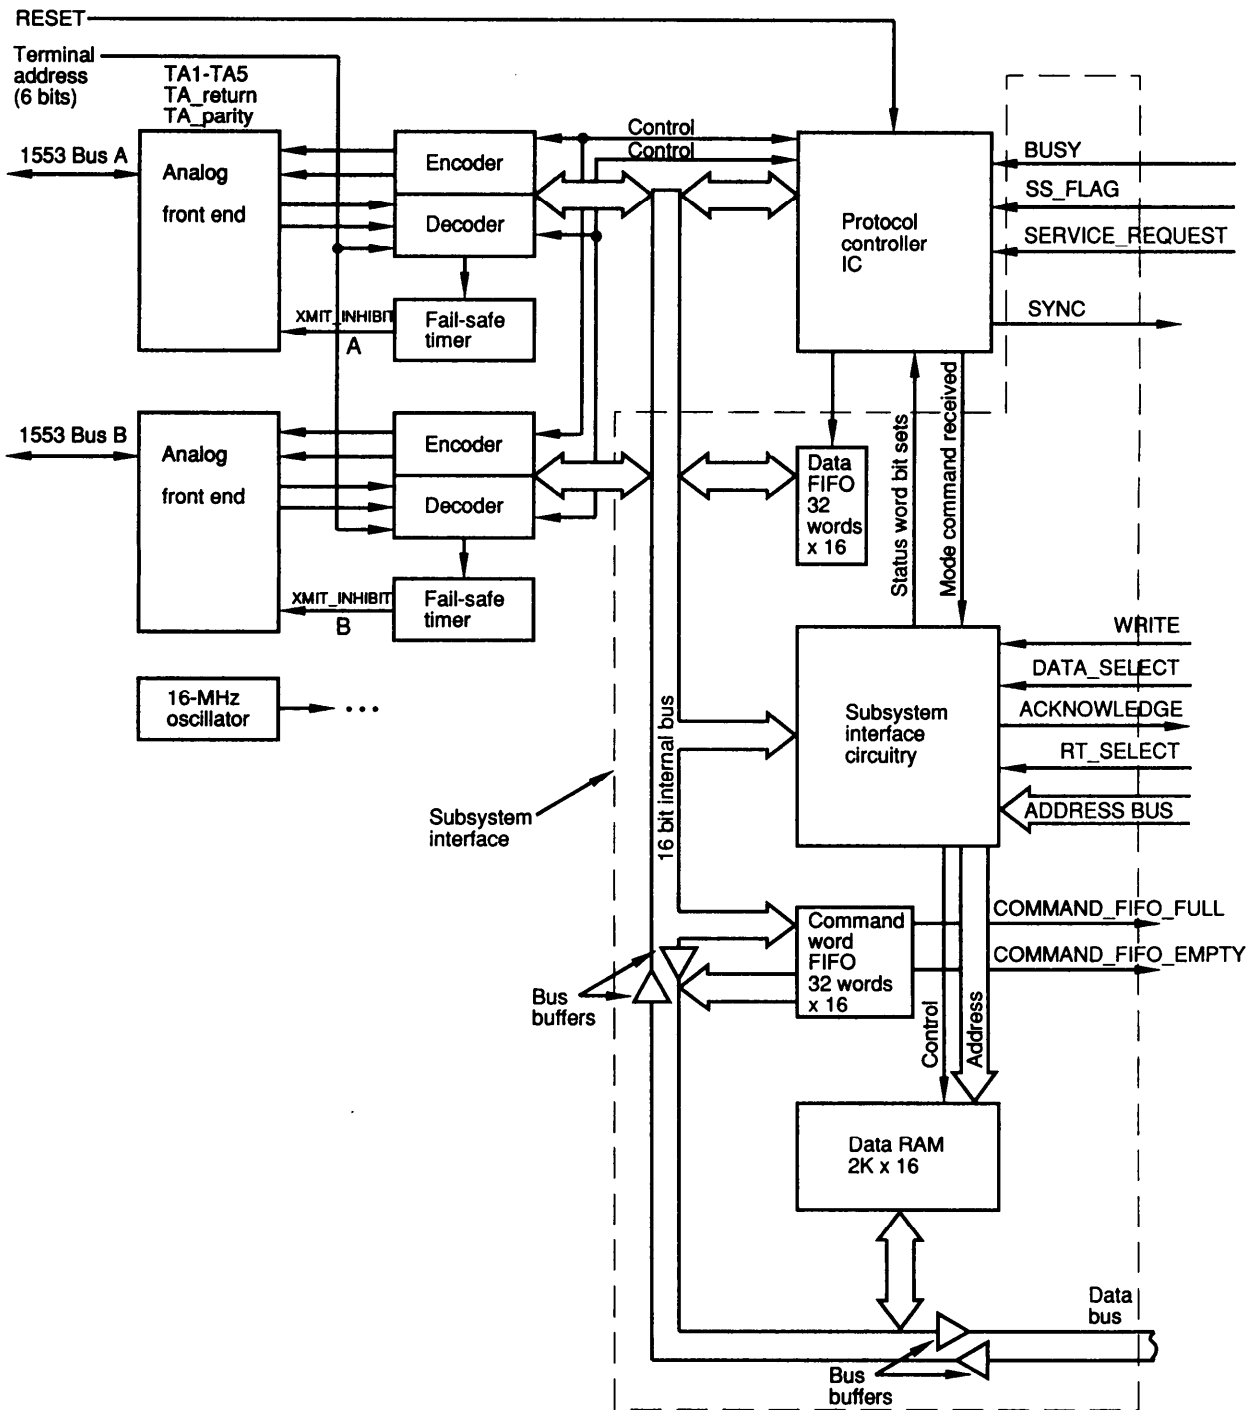 RESET
Terminal
address
(6 bits)
TA1-TA5
TA_return
TA_parity
1553 Bus A
Analog
front end
Encoder
Decoder
XMIT_INHIBIT
A
Fail-safe
timer
Control
Control
Protocol
controller
IC
BUSY
SS_FLAG
SERVICE_REQUEST
SYNC
1553 Bus B
Analog
front end
Encoder
Decoder
XMIT_INHIBIT
B
Fail-safe
timer
Data
FIFO
32
words
x 16
Status word bit sets
Mode command received
16-MHz
oscillator
Subsystem
interface
16 bit internal bus
Subsystem
interface
circuitry
WRITE
DATA_SELECT
ACKNOWLEDGE
RT_SELECT
ADDRESS BUS
Command
word
FIFO
32 words
x 16
COMMAND_FIFO_FULL
COMMAND_FIFO_EMPTY
Bus
buffers
Control
Address
Data RAM
2K x 16
Data
bus
Bus
buffers